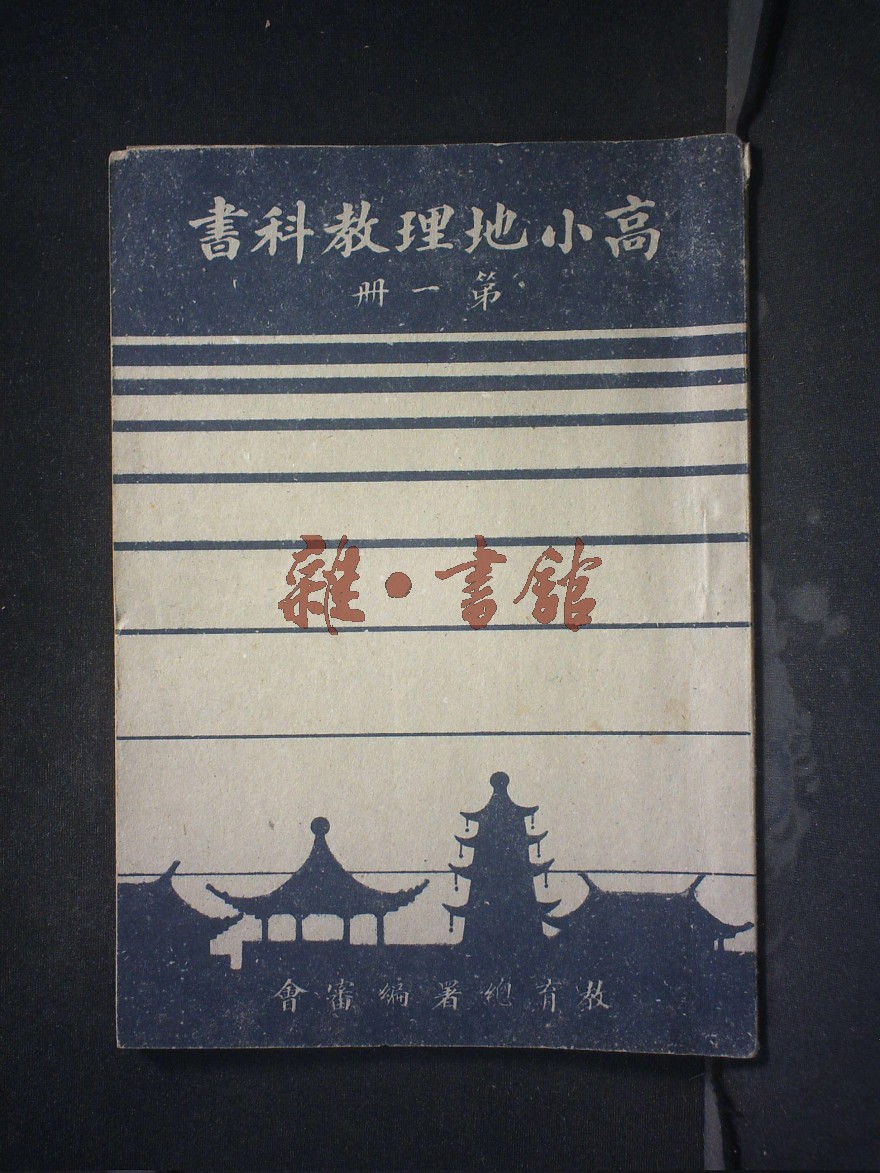 高小地理教科書
第一冊
雜·書館
教育總署編審會